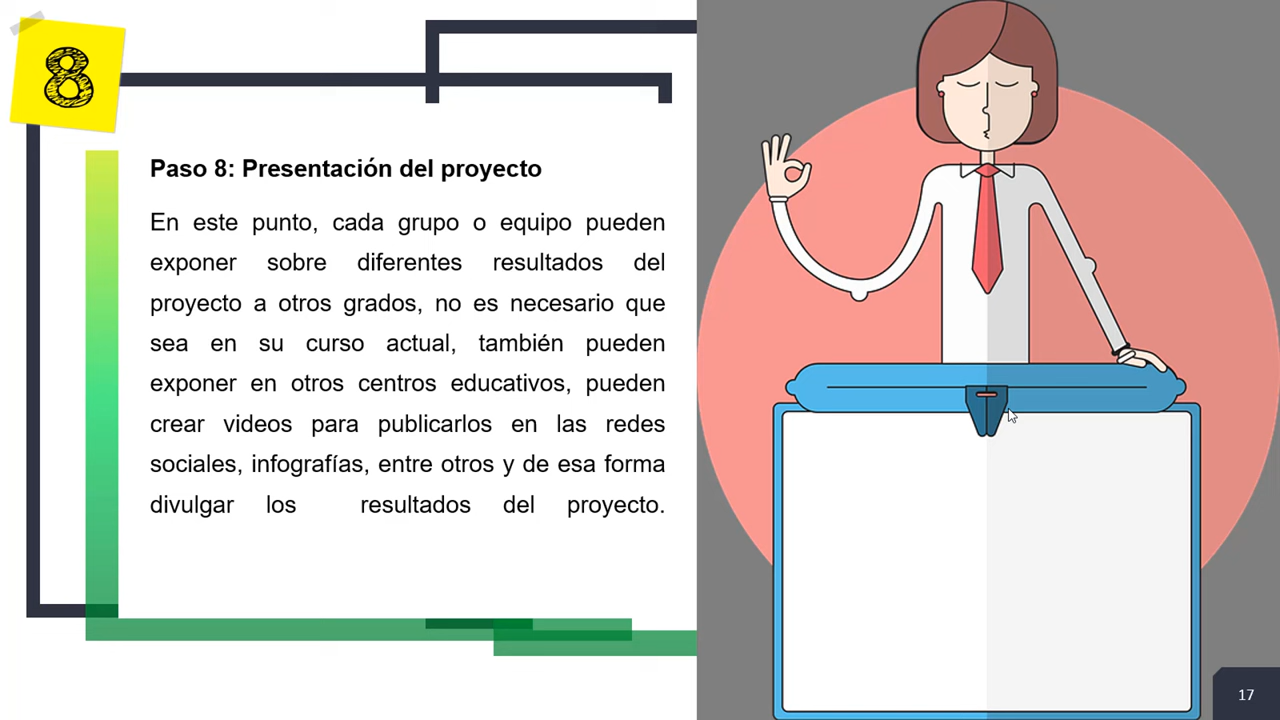 8
Paso 8: Presentación del proyecto
En este punto, cada grupo o equipo pueden
exponer sobre diferentes resultados del
proyecto a otros grados, no es necesario que
sea en su curso actual, también pueden
exponer en otros centros educativos, pueden
crear videos para publicarlos en las redes
sociales, infografías, entre otros y de esa forma
divulgar los resultados del proyecto.
17